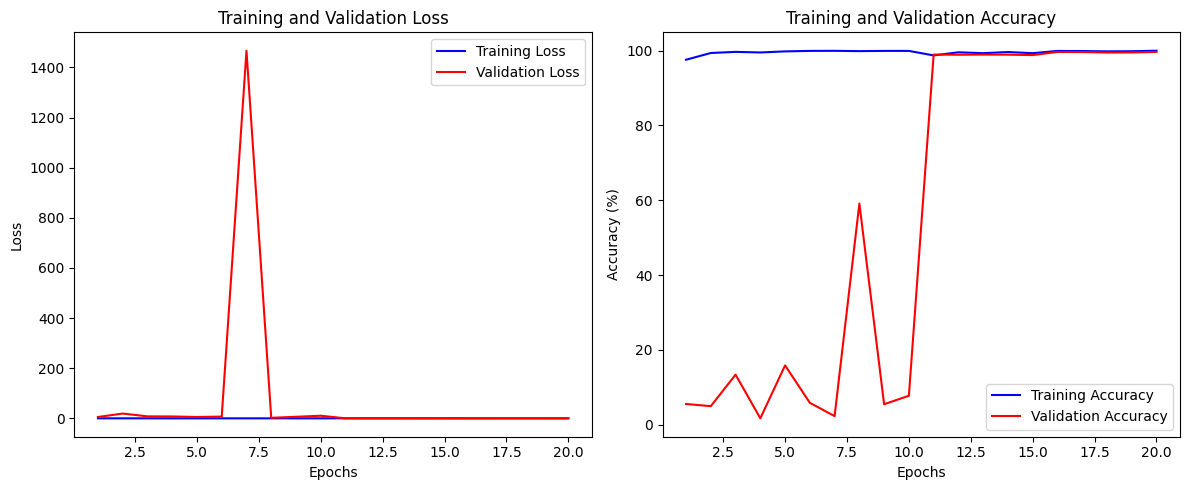 Training and Validation Loss
Training Loss
Validation Loss
1400
1200
1000
800
600
400
200
0
Loss
2.5 5.0 7.5 10.0 12.5 15.0 17.5 20.0
Epochs
Training and Validation Accuracy
100
80
60
40
20
0
Accuracy (%)
Training Accuracy
Validation Accuracy
2.5 5.0 7.5 10.0 12.5 15.0 17.5 20.0
Epochs